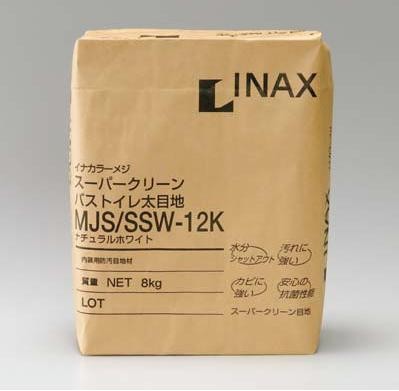 INAX
イナカラーメジ
スーパークリーン
バストイレ太目地
MJS/SSW-12K
ナチュラルホワイト
水分
シャットアウト
汚れに
強い
内装用防汚目地材
カビに
強い
安心の
抗菌性能
質量 NET 8kg
スーパークリーン目地
LOT